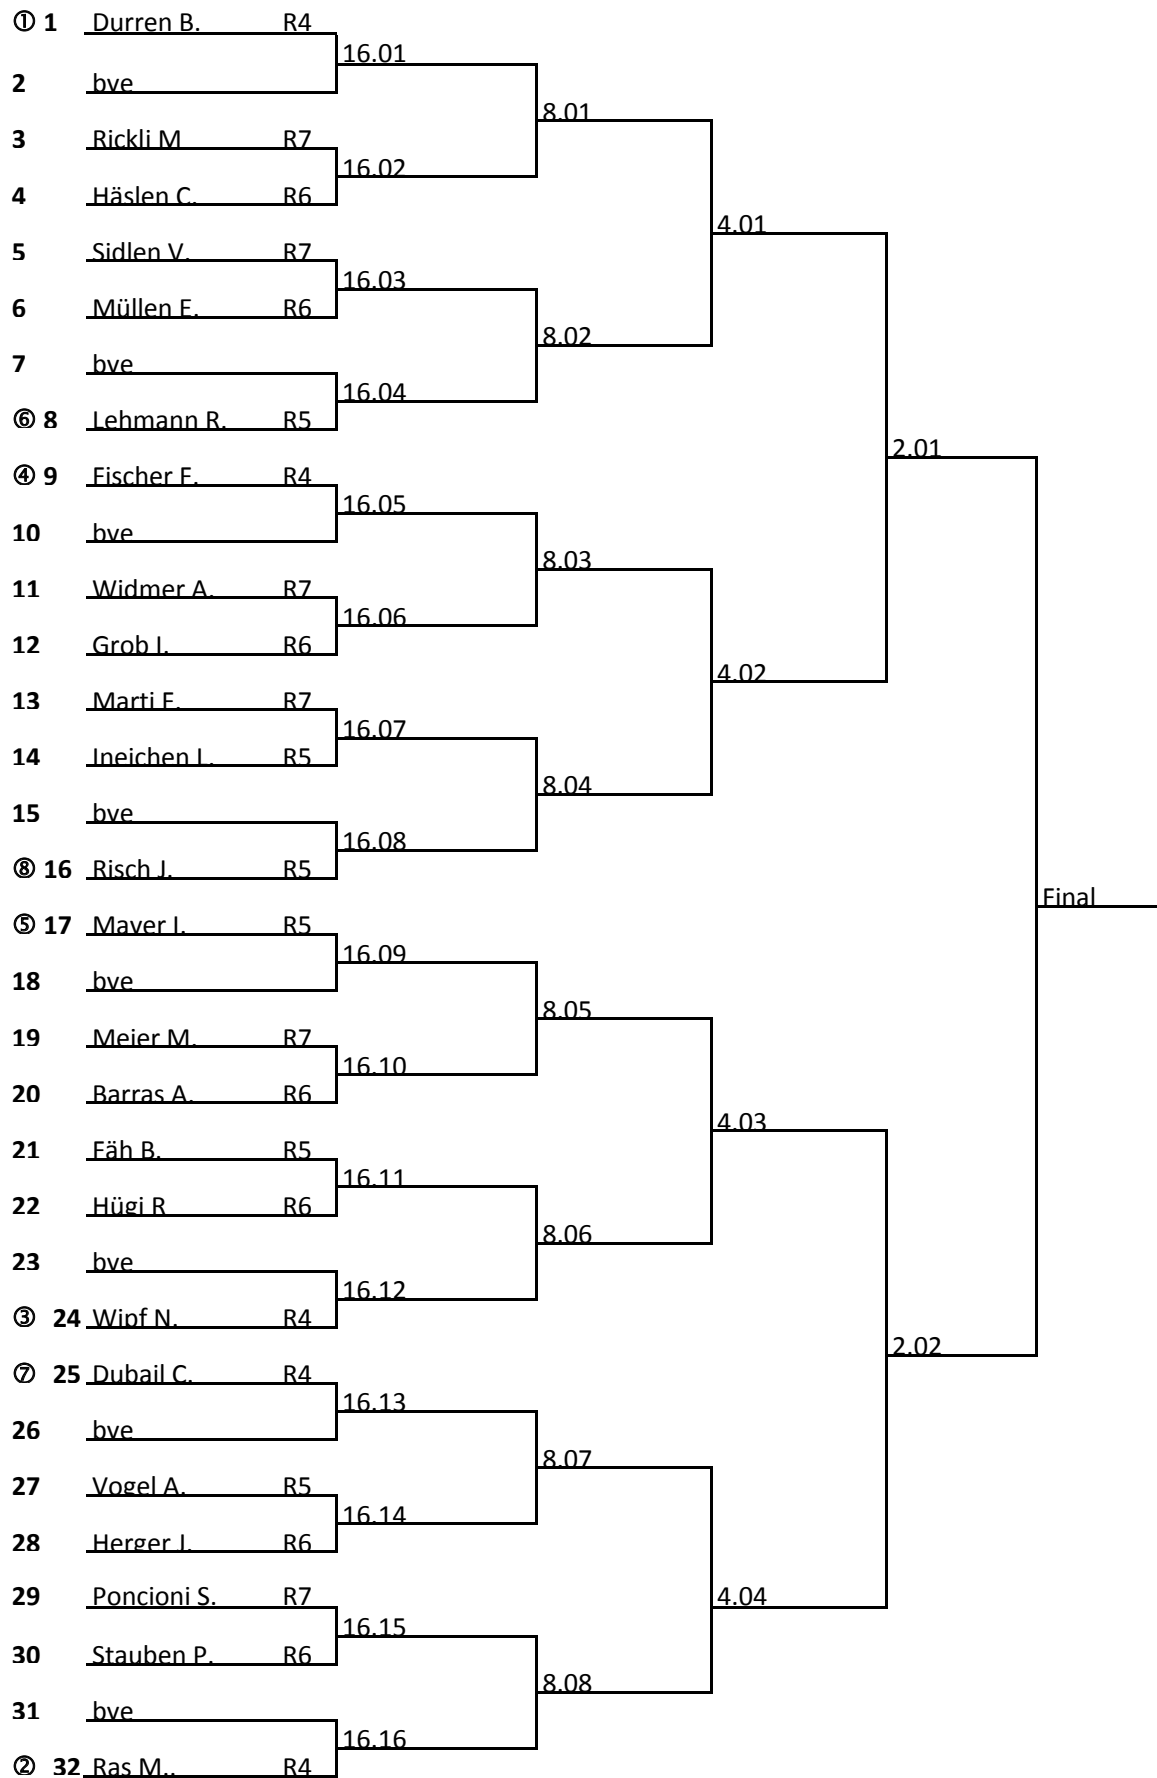 ① 1 Durren B. R4
16.01
2 bye
8.01
3 Rickli M R7
16.02
4 Häslen C. R6
4.01
5 Sidlen V. R7
16.03
6 Müllen E. R6
8.02
7 bye
16.04
⑥ 8 Lehmann R. R5
2.01
④ 9 Fischer F. R4
16.05
10 bye
8.03
11 Widmer A. R7
16.06
12 Grob I. R6
4.02
13 Marti E. R7
16.07
14 Ineichen L. R5
8.04
15 bye
16.08
⑧ 16 Risch J. R5
Final
⑤ 17 Mayer I. R5
16.09
18 bye
8.05
19 Meier M. R7
16.10
20 Barras A. R6
4.03
21 Fäh B. R5
16.11
22 Hügi R R6
8.06
23 bye
16.12
③ 24 Wipf N. R4
2.02
⑦ 25 Dubail C. R4
16.13
26 bye
8.07
27 Vogel A. R5
16.14
28 Herger J. R6
4.04
29 Poncioni S. R7
16.15
30 Stauben P. R6
8.08
31 bye
16.16
② 32 Ras M.. R4